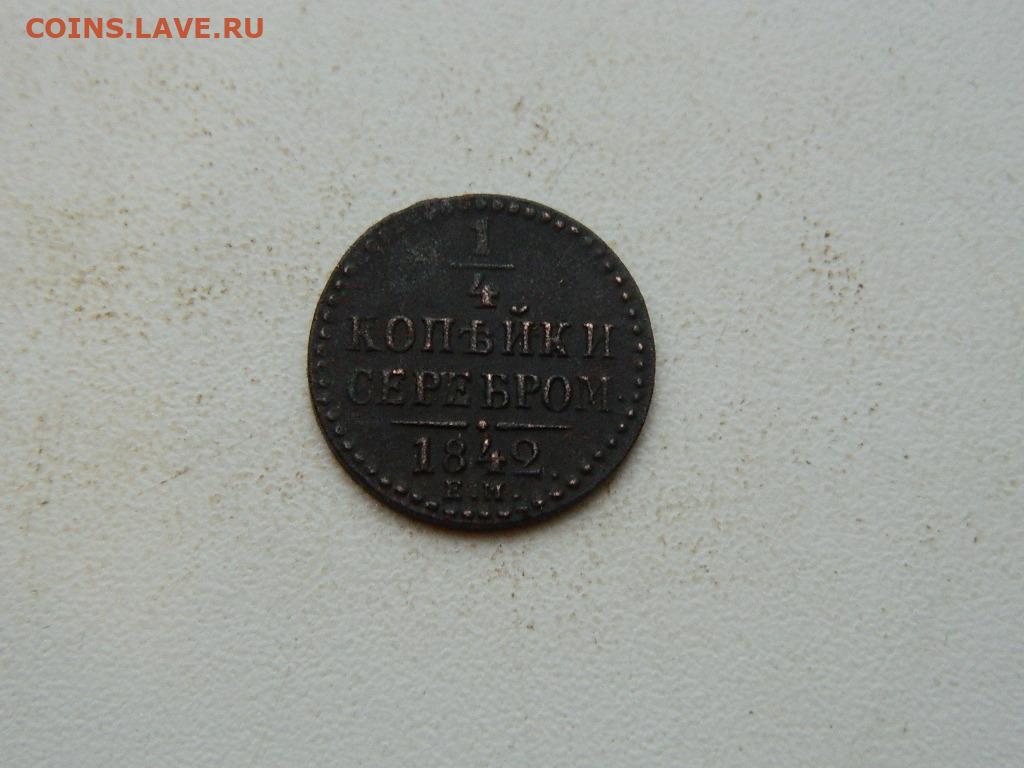 COINS.LAVE.RU
1
4
КОПѢЙКИ
СЕРЕБРОМ.
1842.
Е.М.